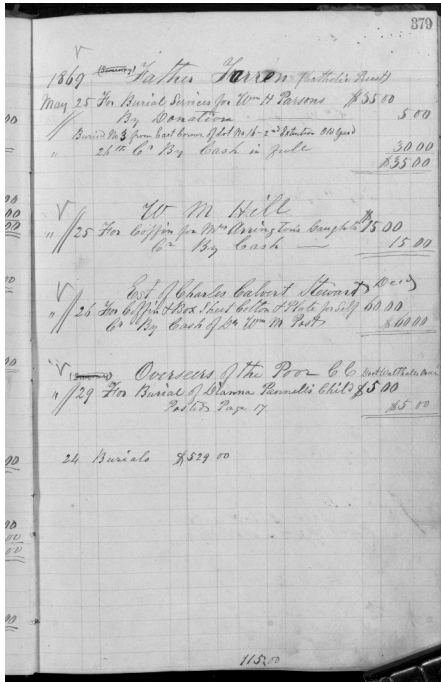 379
1869 Father Farren (Catholic Priest)
May 25 For Burial Services for Wm H Parsons $35.00
By Donation 5.00
Buried No 3 from East Corner of Lot No 16 - 2nd Extention Old Yard
" 26th Cr By Cash in full 30.00
$35.00
W M Hill
" 25 For Coffin for Mrs Arrington's Daught $15.00
Cr By Cash 15.00
Est of Charles Calvert Stewart Decd
" 26 For Coffin & Box Sheet Cotton & Plate for Self 60.00
Cr By Cash of Dr Wm M Post $60.00
Overseers of the Poor C C
" 29 For Burial of Dianna Pannell's Child $5.00
Posted Page 17 $5.00
24 Burials $529.00
115.00